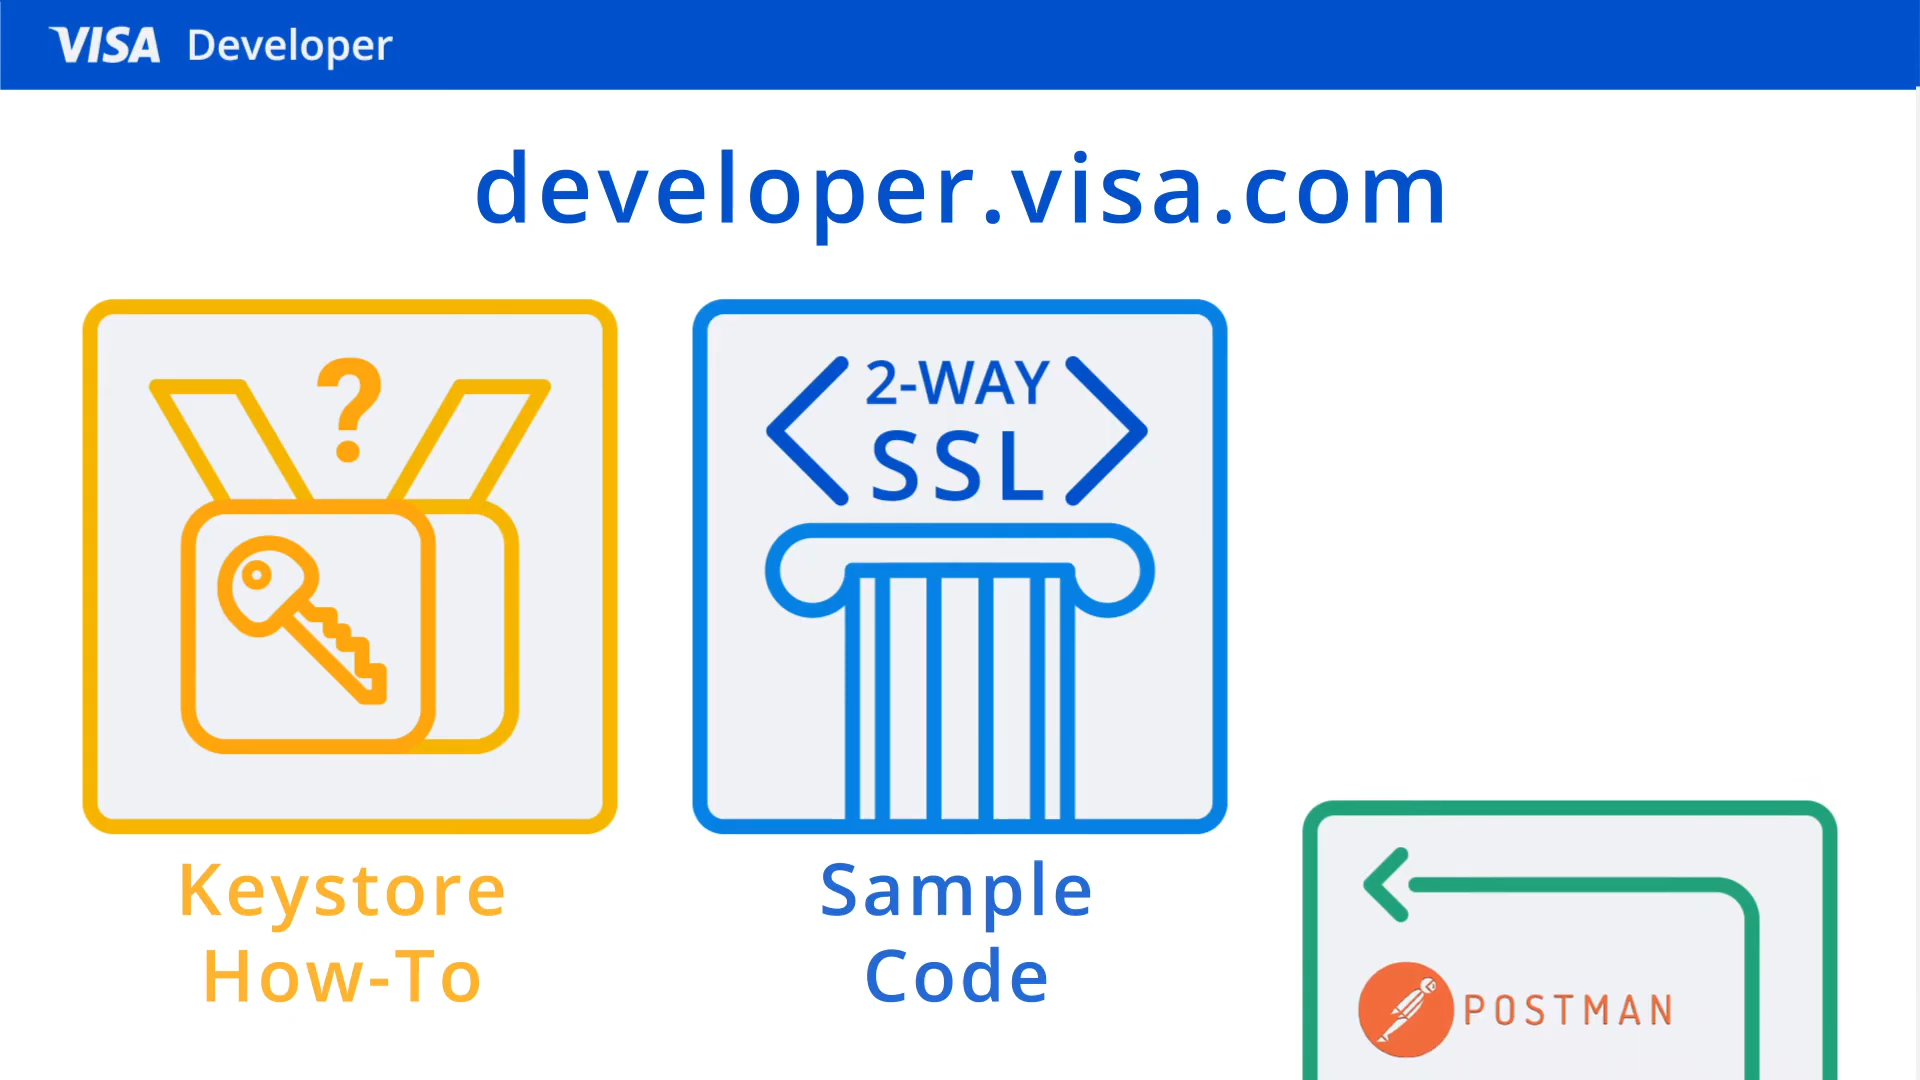 VISA Developer
developer.visa.com
?
2-WAY
SSL
Keystore
How-To
Sample
Code
POSTMAN